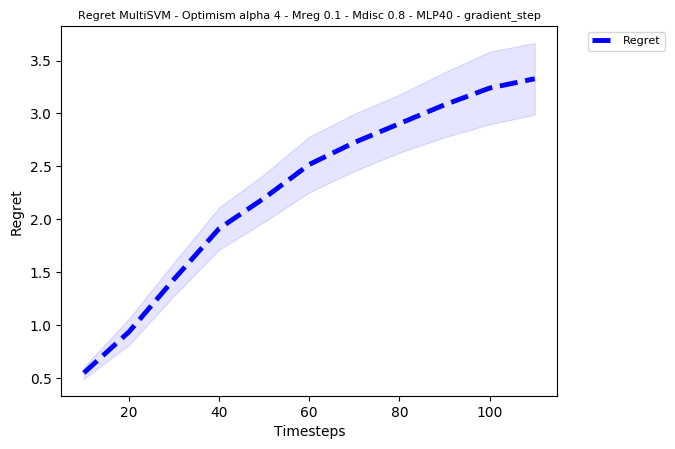 Regret MultiSVM - Optimism alpha 4 - Mreg 0.1 - Mdisc 0.8 - MLP40 - gradient_step
Regret
3.5
3.0
2.5
2.0
1.5
1.0
0.5
Regret
20 40 60 80 100
Timesteps